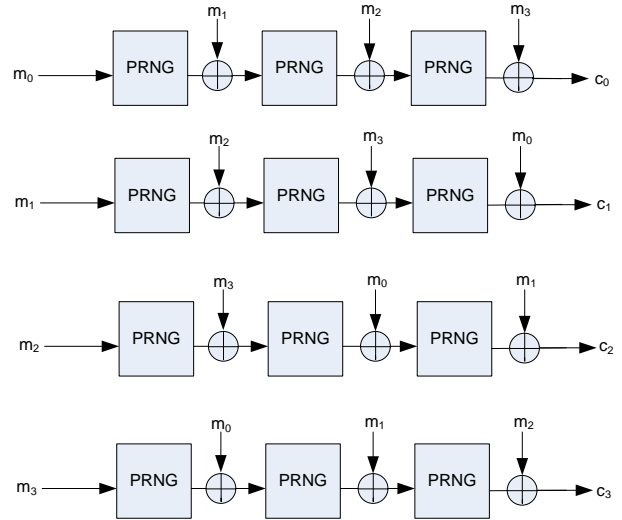 m₁ m₂ m₃
m₀ PRNG PRNG PRNG c₀
m₂ m₃ m₀
m₁ PRNG PRNG PRNG c₁
m₃ m₀ m₁
m₂ PRNG PRNG PRNG c₂
m₀ m₁ m₂
m₃ PRNG PRNG PRNG c₃